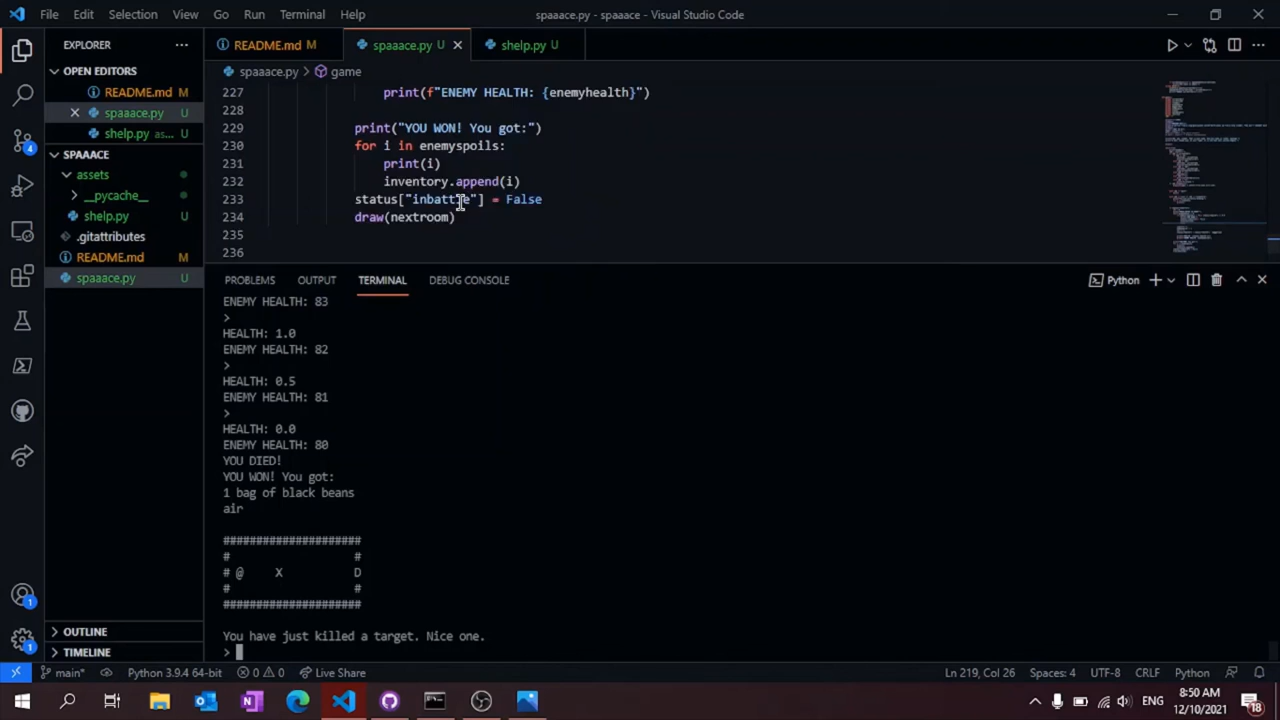 File Edit Selection View Go Run Terminal Help
spaaace.py - spaaace - Visual Studio Code
EXPLORER
OPEN EDITORS
README.md M
spaaace.py U
shelp.py as... U
SPAAACE
assets
__pycache__
shelp.py U
.gitattributes
README.md M
spaaace.py U
OUTLINE
TIMELINE
README.md M spaaace.py U shelp.py U
spaaace.py > game
227 print(f"ENEMY HEALTH: {enemyhealth}")
228
229 print("YOU WON! You got:")
230 for i in enemyspoils:
231 print(i)
232 inventory.append(i)
233 status["inbattle"] = False
234 draw(nextroom)
235
236
PROBLEMS OUTPUT TERMINAL DEBUG CONSOLE
Python
ENEMY HEALTH: 83
>
HEALTH: 1.0
ENEMY HEALTH: 82
>
HEALTH: 0.5
ENEMY HEALTH: 81
>
HEALTH: 0.0
ENEMY HEALTH: 80
YOU DIED!
YOU WON! You got:
1 bag of black beans
air
#####################
# #
# @ X D
# #
#####################
You have just killed a target. Nice one.
>
4
1
1
main* Python 3.9.4 64-bit 0 0 Live Share
Ln 219, Col 26 Spaces: 4 UTF-8 CRLF Python
ENG
8:50 AM
12/10/2021
18